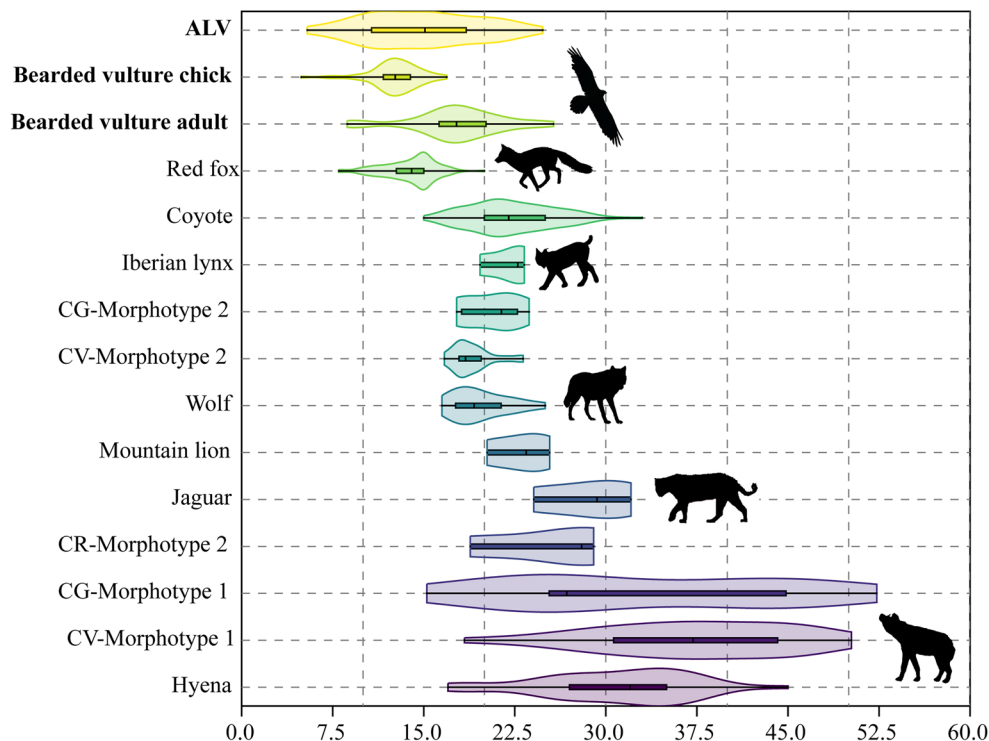 ALV
Bearded vulture chick
Bearded vulture adult
Red fox
Coyote
Iberian lynx
CG-Morphotype 2
CV-Morphotype 2
Wolf
Mountain lion
Jaguar
CR-Morphotype 2
CG-Morphotype 1
CV-Morphotype 1
Hyena
0.0 7.5 15.0 22.5 30.0 37.5 45.0 52.5 60.0